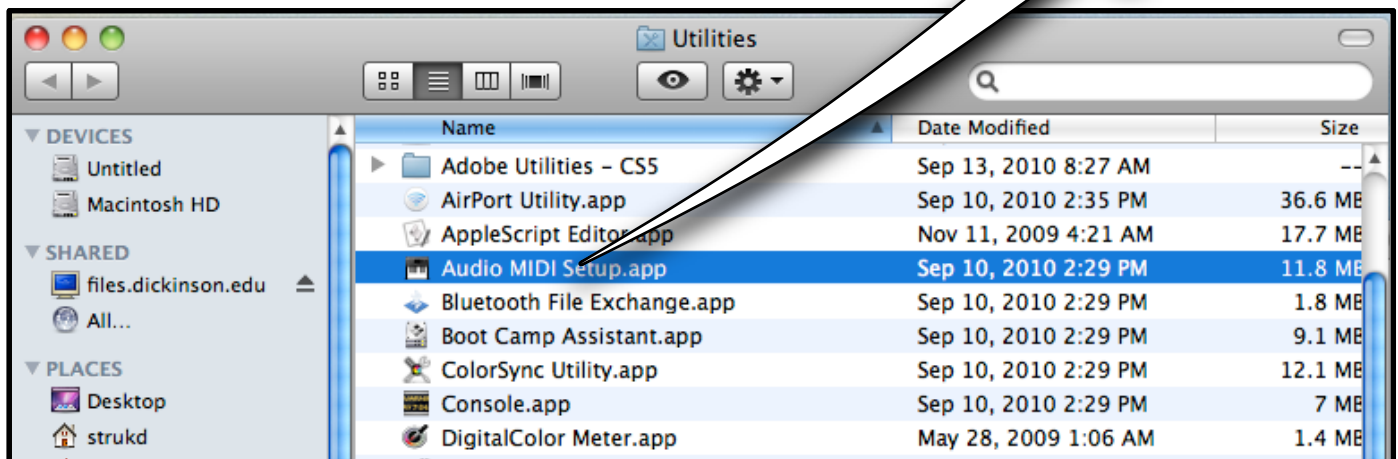 Utilities
Name Date Modified Size
DEVICES
Untitled
Macintosh HD
SHARED
files.dickinson.edu
All...
PLACES
Desktop
strukd
Adobe Utilities – CS5 Sep 13, 2010 8:27 AM --
AirPort Utility.app Sep 10, 2010 2:35 PM 36.6 MB
AppleScript Editor.app Nov 11, 2009 4:21 AM 17.7 MB
Audio MIDI Setup.app Sep 10, 2010 2:29 PM 11.8 MB
Bluetooth File Exchange.app Sep 10, 2010 2:29 PM 1.8 MB
Boot Camp Assistant.app Sep 10, 2010 2:29 PM 9.1 MB
ColorSync Utility.app Sep 10, 2010 2:29 PM 12.1 MB
Console.app Sep 10, 2010 2:29 PM 7 MB
DigitalColor Meter.app May 28, 2009 1:06 AM 1.4 MB